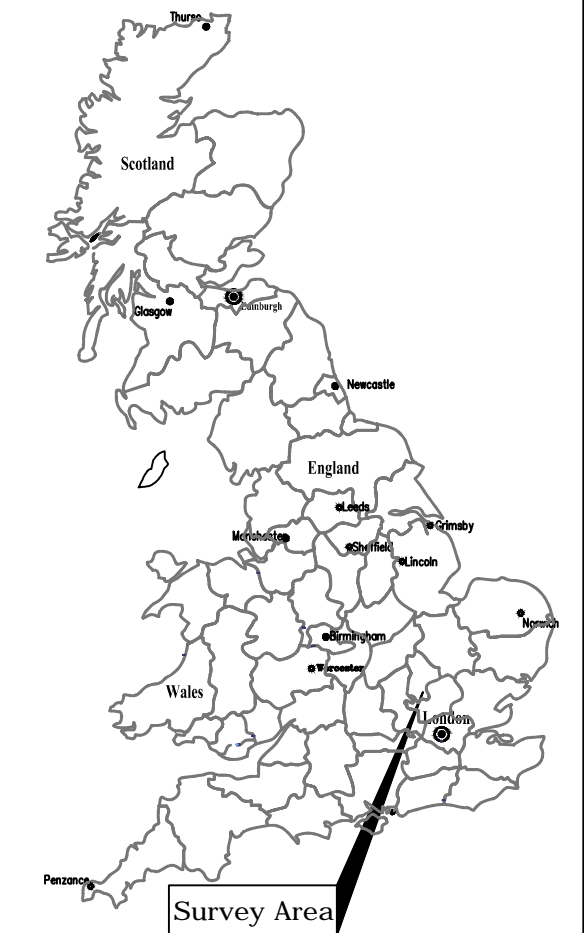 Thurso
Scotland
Edinburgh
Glasgow
Newcastle
England
Leeds
Grimsby
Manchester
Sheffield
Lincoln
Norwich
Birmingham
Worcester
Wales
London
Penzance
Survey Area